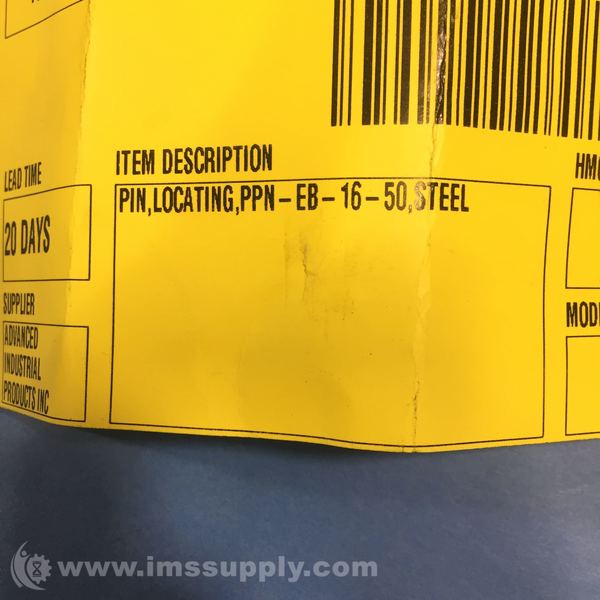 ITEM DESCRIPTION
PIN,LOCATING,PPN-EB-16-50,STEEL
LEAD TIME
20 DAYS
SUPPLIER
ADVANCED
INDUSTRIAL
PRODUCTS INC
www.imssupply.com